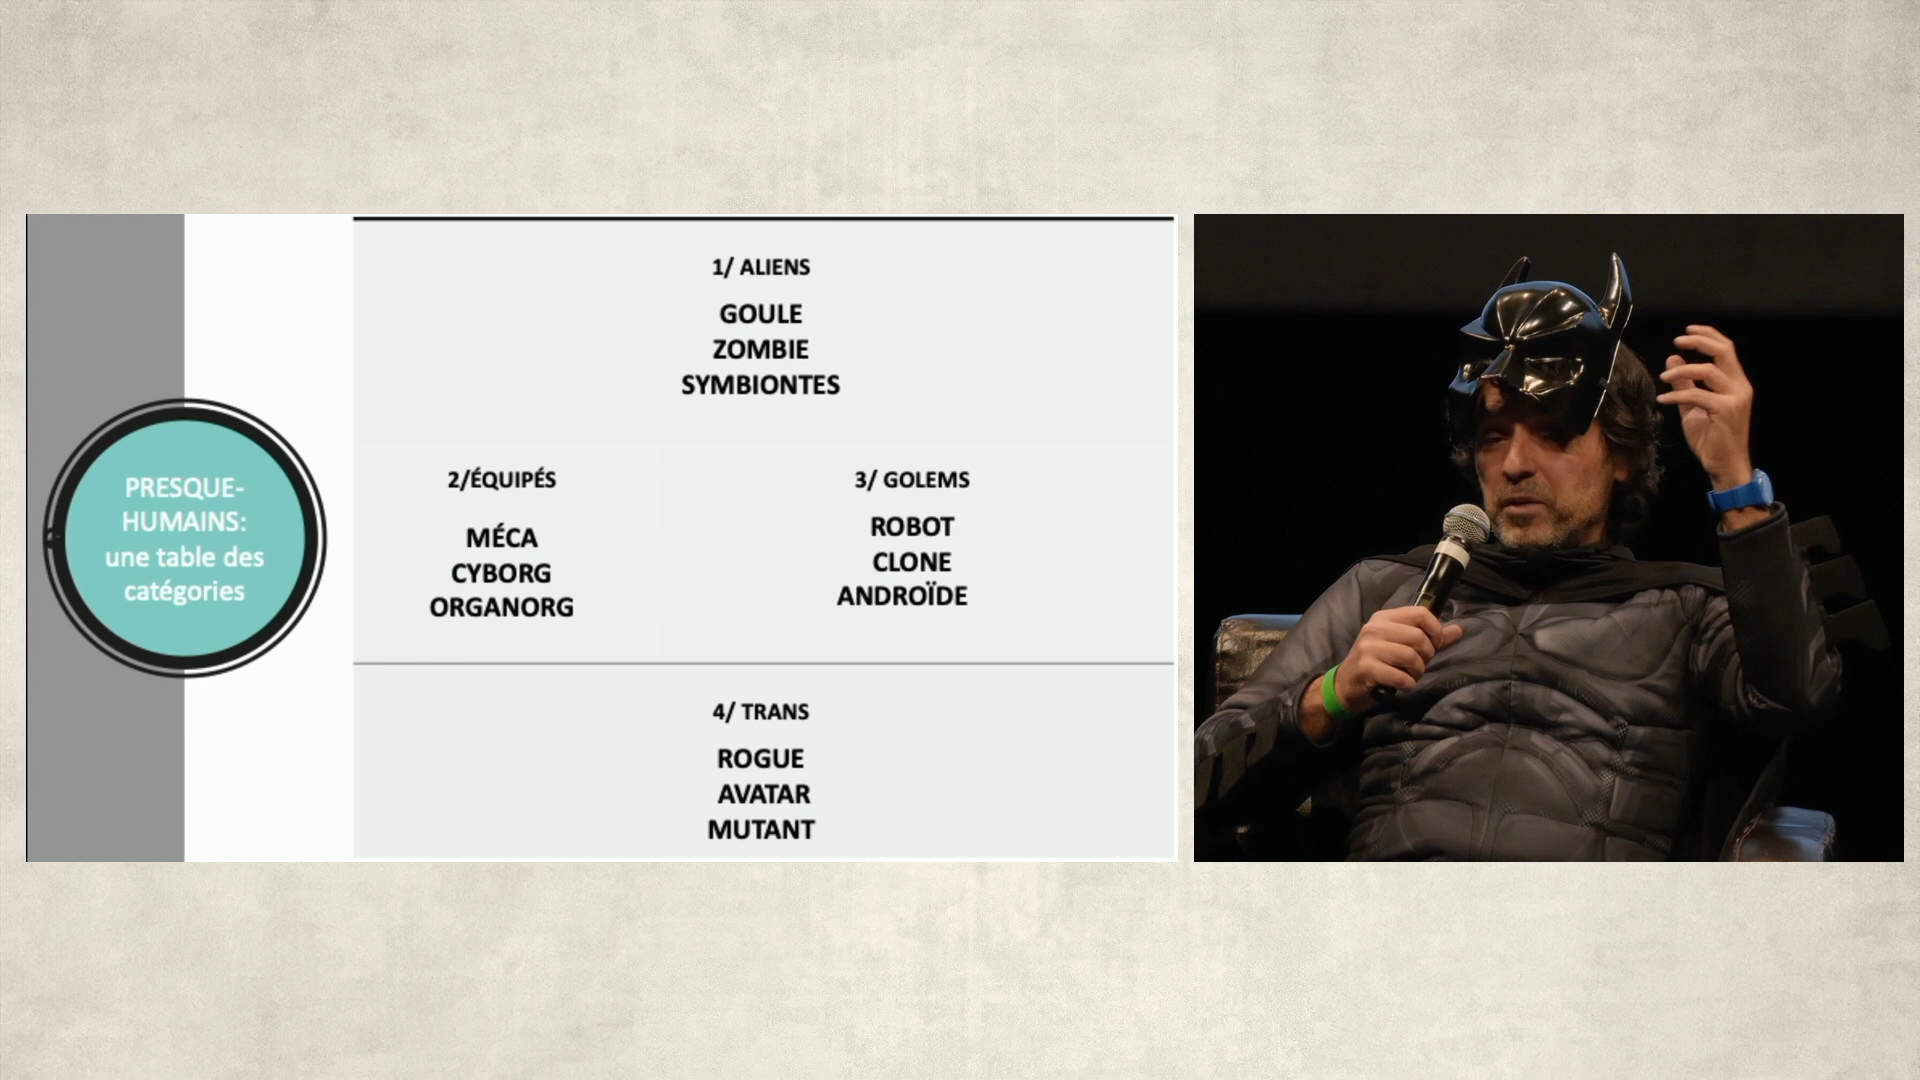 PRESQUE-
HUMAINS:
une table des
catégories
1/ ALIENS
GOULE
ZOMBIE
SYMBIONTES
2/ÉQUIPÉS
MÉCA
CYBORG
ORGANORG
3/ GOLEMS
ROBOT
CLONE
ANDROÏDE
4/ TRANS
ROGUE
AVATAR
MUTANT